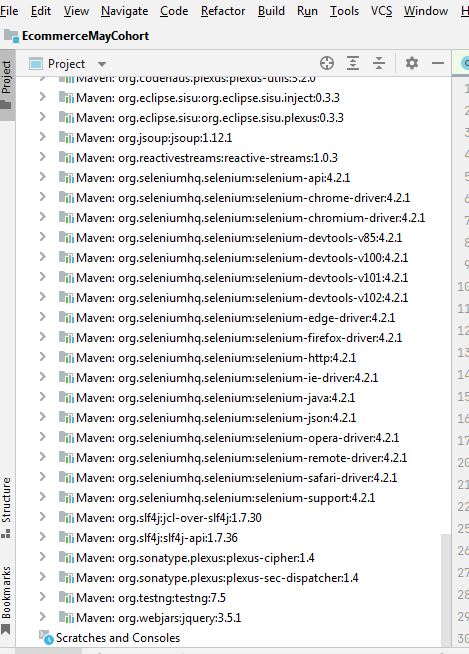 File Edit View Navigate Code Refactor Build Run Tools VCS Window H
EcommerceMayCohort
Project
Project
Maven: org.codehaus.plexus:plexus-utils:3.2.0
Maven: org.eclipse.sisu:org.eclipse.sisu.inject:0.3.3
Maven: org.eclipse.sisu:org.eclipse.sisu.plexus:0.3.3
Maven: org.jsoup:jsoup:1.12.1
Maven: org.reactivestreams:reactive-streams:1.0.3
Maven: org.seleniumhq.selenium:selenium-api:4.2.1
Maven: org.seleniumhq.selenium:selenium-chrome-driver:4.2.1
Maven: org.seleniumhq.selenium:selenium-chromium-driver:4.2.1
Maven: org.seleniumhq.selenium:selenium-devtools-v85:4.2.1
Maven: org.seleniumhq.selenium:selenium-devtools-v100:4.2.1
Maven: org.seleniumhq.selenium:selenium-devtools-v101:4.2.1
Maven: org.seleniumhq.selenium:selenium-devtools-v102:4.2.1
Maven: org.seleniumhq.selenium:selenium-edge-driver:4.2.1
Maven: org.seleniumhq.selenium:selenium-firefox-driver:4.2.1
Maven: org.seleniumhq.selenium:selenium-http:4.2.1
Maven: org.seleniumhq.selenium:selenium-ie-driver:4.2.1
Maven: org.seleniumhq.selenium:selenium-java:4.2.1
Maven: org.seleniumhq.selenium:selenium-json:4.2.1
Maven: org.seleniumhq.selenium:selenium-opera-driver:4.2.1
Maven: org.seleniumhq.selenium:selenium-remote-driver:4.2.1
Maven: org.seleniumhq.selenium:selenium-safari-driver:4.2.1
Maven: org.seleniumhq.selenium:selenium-support:4.2.1
Maven: org.slf4j:jcl-over-slf4j:1.7.30
Maven: org.slf4j:slf4j-api:1.7.36
Maven: org.sonatype.plexus:plexus-cipher:1.4
Maven: org.sonatype.plexus:plexus-sec-dispatcher:1.4
Maven: org.testng:testng:7.5
Maven: org.webjars:jquery:3.5.1
Scratches and Consoles
Structure
Bookmarks
1
2
3
4
5
6
7
8
9
10
11
12
13
14
15
16
17
18
19
20
21
22
23
24
25
26
27
28
29